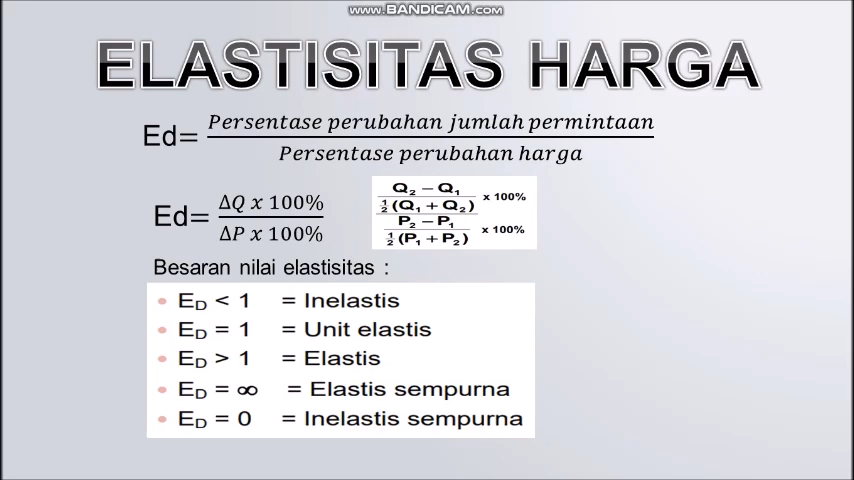 WWW.BANDICAM.COM
ELASTISITAS HARGA
Ed= Persentase perubahan jumlah permintaan
Persentase perubahan harga
Ed= ΔQ x 100%
ΔP x 100%
Q₂ − Q₁
½(Q₁ + Q₂) x 100%
P₂ − P₁
½(P₁ + P₂) x 100%
Besaran nilai elastisitas :
• E_D < 1 = Inelastis
• E_D = 1 = Unit elastis
• E_D > 1 = Elastis
• E_D = ∞ = Elastis sempurna
• E_D = 0 = Inelastis sempurna